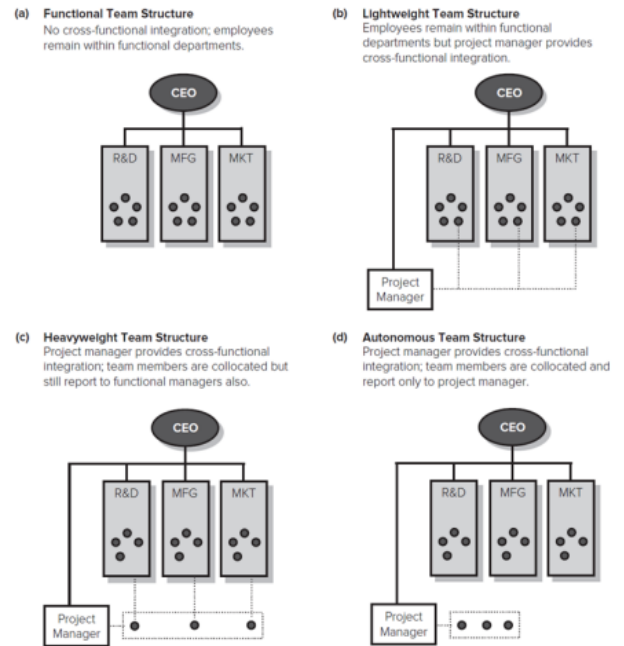 (a) Functional Team Structure
No cross-functional integration; employees
remain within functional departments.
CEO
R&D MFG MKT
(b) Lightweight Team Structure
Employees remain within functional
departments but project manager provides
cross-functional integration.
CEO
R&D MFG MKT
Project
Manager
(c) Heavyweight Team Structure
Project manager provides cross-functional
integration; team members are collocated but
still report to functional managers also.
CEO
R&D MFG MKT
Project
Manager
(d) Autonomous Team Structure
Project manager provides cross-functional
integration; team members are collocated and
report only to project manager.
CEO
R&D MFG MKT
Project
Manager